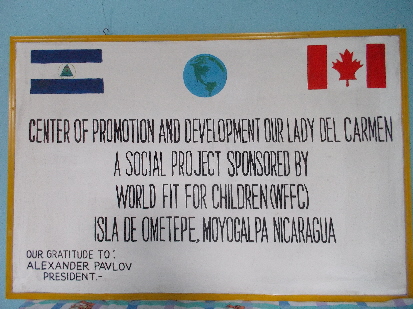 CENTER OF PROMOTION AND DEVELOPMENT OUR LADY DEL CARMEN
A SOCIAL PROJECT SPONSORED BY
WORLD FIT FOR CHILDREN (WFFC)
ISLA DE OMETEPE, MOYOGALPA NICARAGUA
OUR GRATITUDE TO:
ALEXANDER PAVLOV
PRESIDENT.-